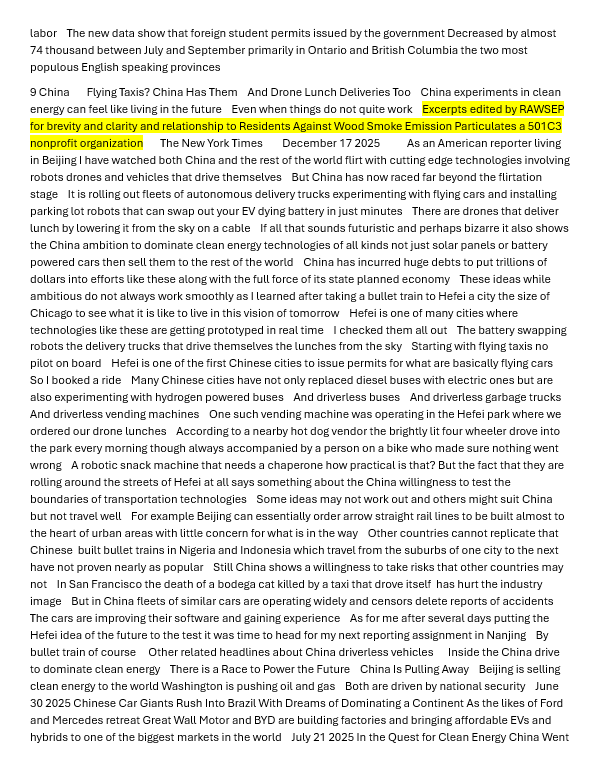 labor The new data show that foreign student permits issued by the government Decreased by almost
74 thousand between July and September primarily in Ontario and British Columbia the two most
populous English speaking provinces
9 China Flying Taxis? China Has Them And Drone Lunch Deliveries Too China experiments in clean
energy can feel like living in the future Even when things do not quite work Excerpts edited by RAWSEP
for brevity and clarity and relationship to Residents Against Wood Smoke Emission Particulates a 501C3
nonprofit organization The New York Times December 17 2025 As an American reporter living
in Beijing I have watched both China and the rest of the world flirt with cutting edge technologies involving
robots drones and vehicles that drive themselves But China has now raced far beyond the flirtation
stage It is rolling out fleets of autonomous delivery trucks experimenting with flying cars and installing
parking lot robots that can swap out your EV dying battery in just minutes There are drones that deliver
lunch by lowering it from the sky on a cable If all that sounds futuristic and perhaps bizarre it also shows
the China ambition to dominate clean energy technologies of all kinds not just solar panels or battery
powered cars then sell them to the rest of the world China has incurred huge debts to put trillions of
dollars into efforts like these along with the full force of its state planned economy These ideas while
ambitious do not always work smoothly as I learned after taking a bullet train to Hefei a city the size of
Chicago to see what it is like to live in this vision of tomorrow Hefei is one of many cities where
technologies like these are getting prototyped in real time I checked them all out The battery swapping
robots the delivery trucks that drive themselves the lunches from the sky Starting with flying taxis no
pilot on board Hefei is one of the first Chinese cities to issue permits for what are basically flying cars
So I booked a ride Many Chinese cities have not only replaced diesel buses with electric ones but are
also experimenting with hydrogen powered buses And driverless buses And driverless garbage trucks
And driverless vending machines One such vending machine was operating in the Hefei park where we
ordered our drone lunches According to a nearby hot dog vendor the brightly lit four wheeler drove into
the park every morning though always accompanied by a person on a bike who made sure nothing went
wrong A robotic snack machine that needs a chaperone how practical is that? But the fact that they are
rolling around the streets of Hefei at all says something about the China willingness to test the
boundaries of transportation technologies Some ideas may not work out and others might suit China
but not travel well For example Beijing can essentially order arrow straight rail lines to be built almost to
the heart of urban areas with little concern for what is in the way Other countries cannot replicate that
Chinese built bullet trains in Nigeria and Indonesia which travel from the suburbs of one city to the next
have not proven nearly as popular Still China shows a willingness to take risks that other countries may
not In San Francisco the death of a bodega cat killed by a taxi that drove itself has hurt the industry
image But in China fleets of similar cars are operating widely and censors delete reports of accidents
The cars are improving their software and gaining experience As for me after several days putting the
Hefei idea of the future to the test it was time to head for my next reporting assignment in Nanjing By
bullet train of course Other related headlines about China driverless vehicles Inside the China drive
to dominate clean energy There is a Race to Power the Future China Is Pulling Away Beijing is selling
clean energy to the world Washington is pushing oil and gas Both are driven by national security June
30 2025 Chinese Car Giants Rush Into Brazil With Dreams of Dominating a Continent As the likes of Ford
and Mercedes retreat Great Wall Motor and BYD are building factories and bringing affordable EVs and
hybrids to one of the biggest markets in the world July 21 2025 In the Quest for Clean Energy China Went